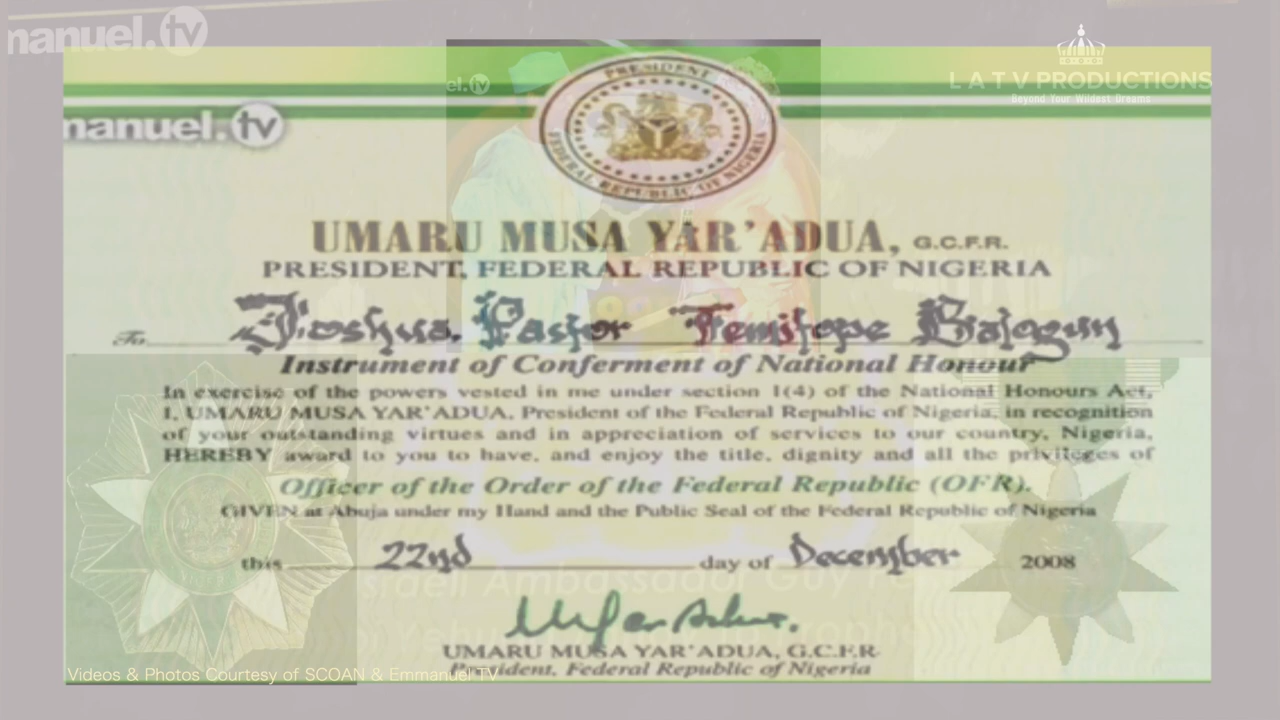 manuel.tv
L A T V PRODUCTIONS
Beyond Your Wildest Dreams
el.tv
manuel.tv
PRESIDENT
FEDERAL REPUBLIC OF NIGERIA
UMARU MUSA YAR'ADUA, G.C.F.R.
PRESIDENT, FEDERAL REPUBLIC OF NIGERIA
To Joshua. Pastor Temitope Balogun
Instrument of Conferment of National Honour
In exercise of the powers vested in me under section 1(4) of the National Honours Act,
I, UMARU MUSA YAR'ADUA, President of the Federal Republic of Nigeria, in recognition
of your outstanding virtues and in appreciation of services to our country, Nigeria,
HEREBY award to you to have, and enjoy the title, dignity and all the privileges of
Officer of the Order of the Federal Republic (OFR).
GIVEN at Abuja under my Hand and the Public Seal of the Federal Republic of Nigeria
this 22nd day of December 2008
Israeli Ambassador Guy
UMARU MUSA YAR'ADUA, G.C.F.R
President, Federal Republic of Nigeria
Videos & Photos Courtesy of SCOAN & Emmanuel TV